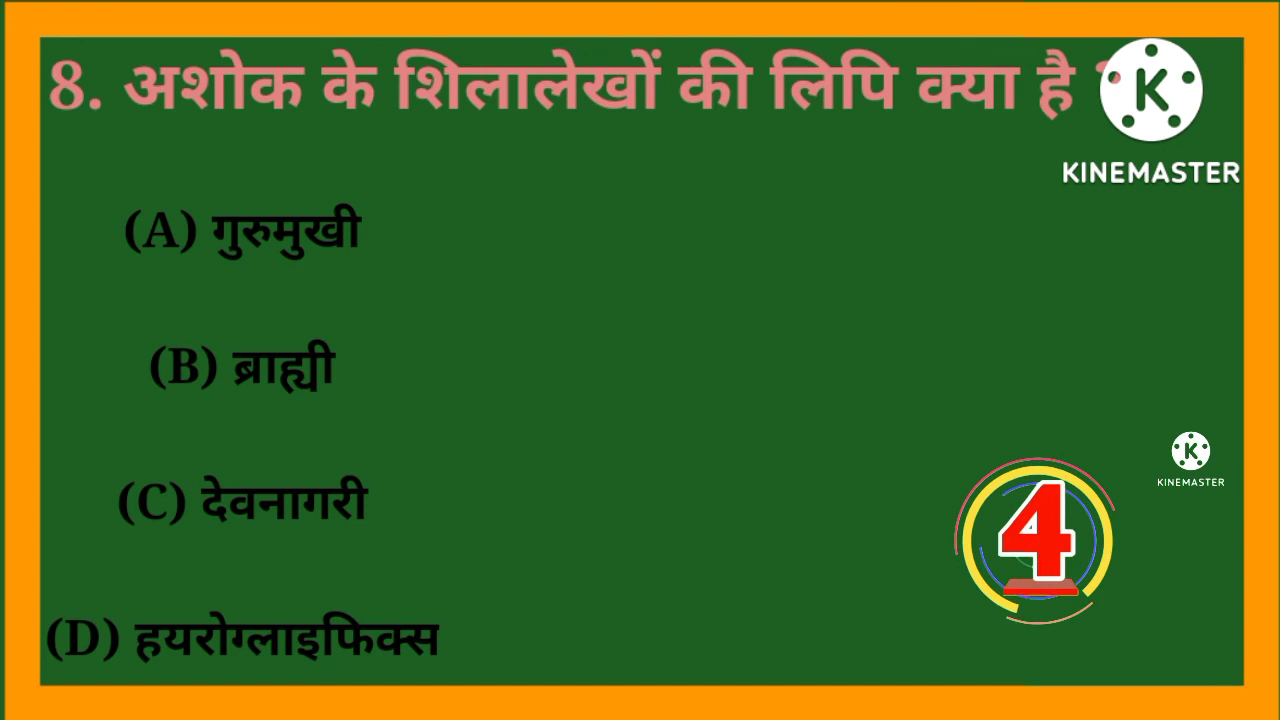 8. अशोक के शिलालेखों की लिपि क्या है ?
KINEMASTER
(A) गुरुमुखी
(B) ब्राह्यी
(C) देवनागरी
KINEMASTER
4
(D) हयरोग्लाइफिक्स